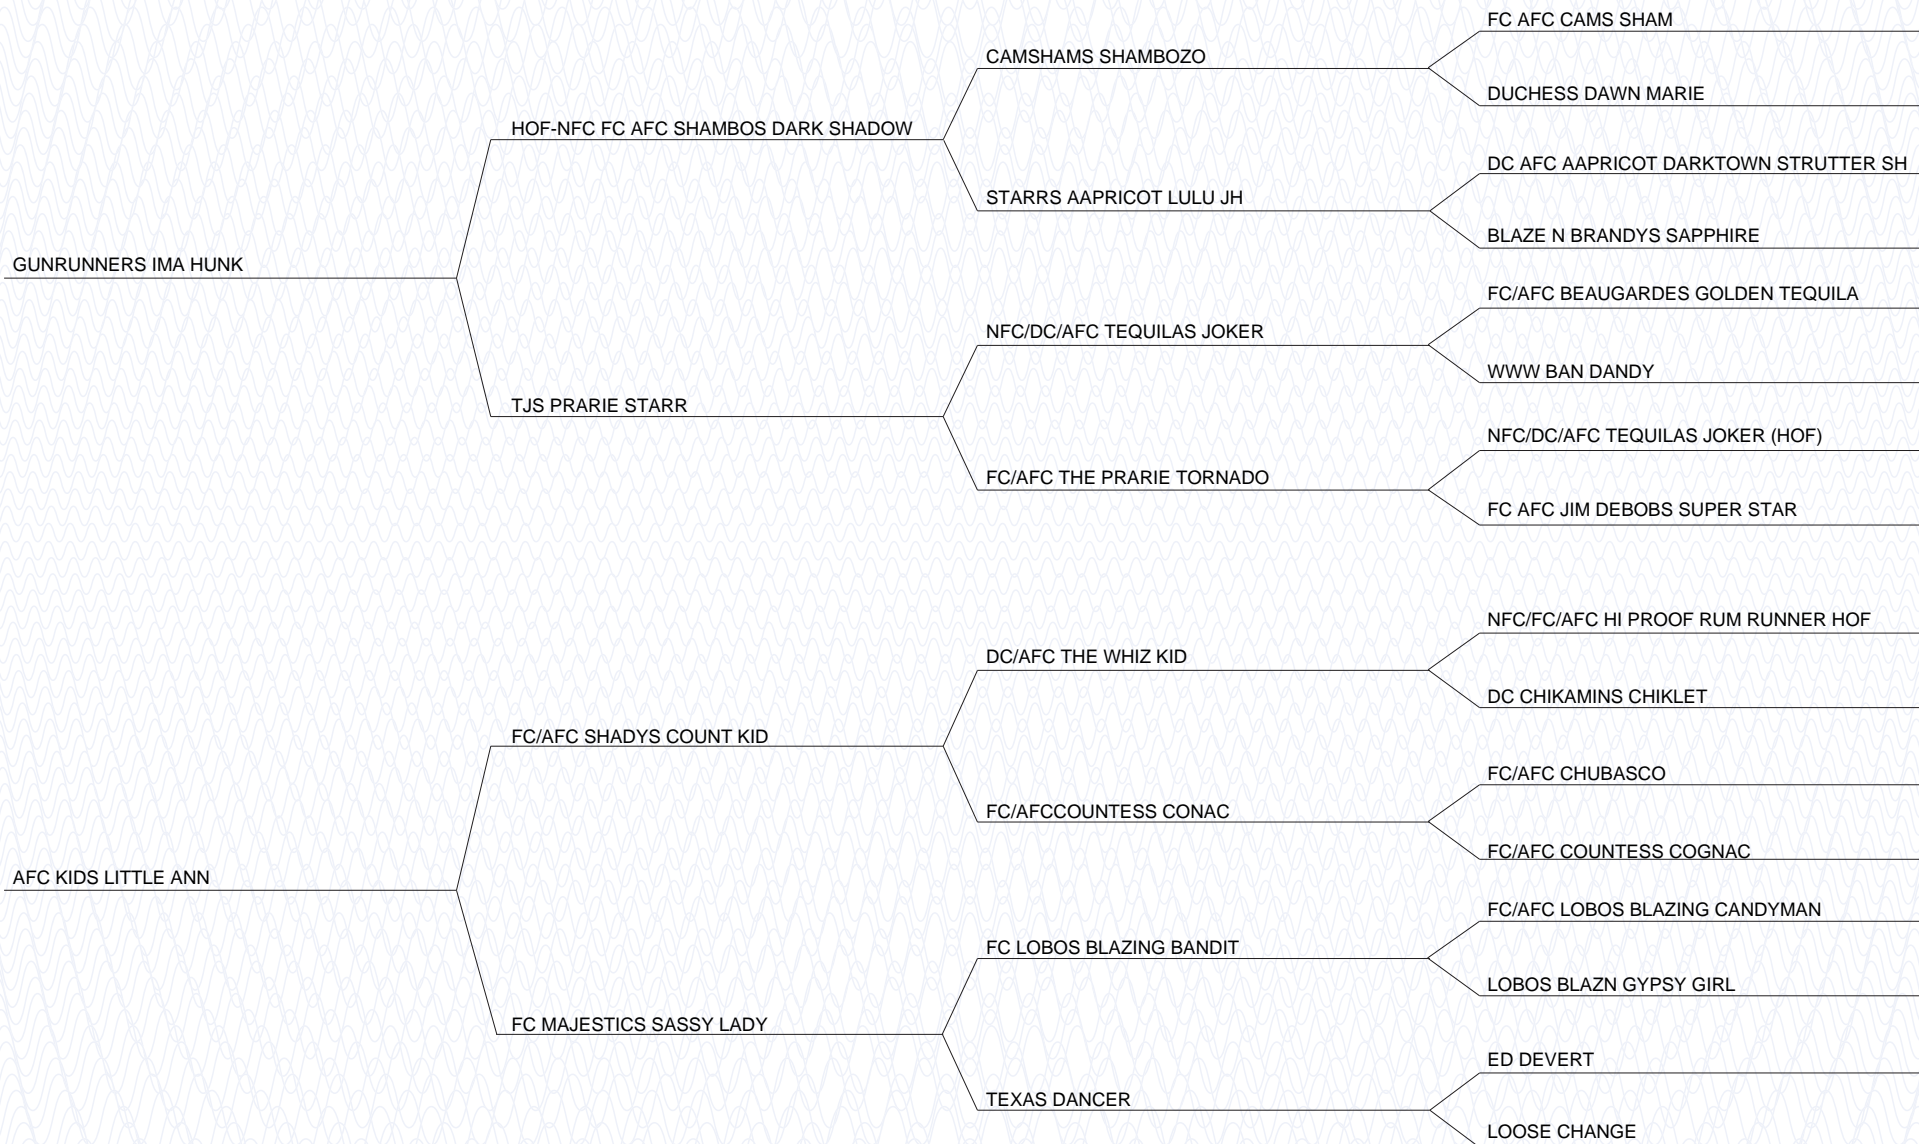 FC AFC CAMS SHAM
CAMSHAMS SHAMBOZO
DUCHESS DAWN MARIE
HOF-NFC FC AFC SHAMBOS DARK SHADOW
DC AFC AAPRICOT DARKTOWN STRUTTER SH
STARRS AAPRICOT LULU JH
BLAZE N BRANDYS SAPPHIRE
GUNRUNNERS IMA HUNK
FC/AFC BEAUGARDES GOLDEN TEQUILA
NFC/DC/AFC TEQUILAS JOKER
WWW BAN DANDY
TJS PRARIE STARR
NFC/DC/AFC TEQUILAS JOKER (HOF)
FC/AFC THE PRARIE TORNADO
FC AFC JIM DEBOBS SUPER STAR
NFC/FC/AFC HI PROOF RUM RUNNER HOF
DC/AFC THE WHIZ KID
DC CHIKAMINS CHIKLET
FC/AFC SHADYS COUNT KID
FC/AFC CHUBASCO
FC/AFCCOUNTESS CONAC
FC/AFC COUNTESS COGNAC
AFC KIDS LITTLE ANN
FC/AFC LOBOS BLAZING CANDYMAN
FC LOBOS BLAZING BANDIT
LOBOS BLAZN GYPSY GIRL
FC MAJESTICS SASSY LADY
ED DEVERT
TEXAS DANCER
LOOSE CHANGE